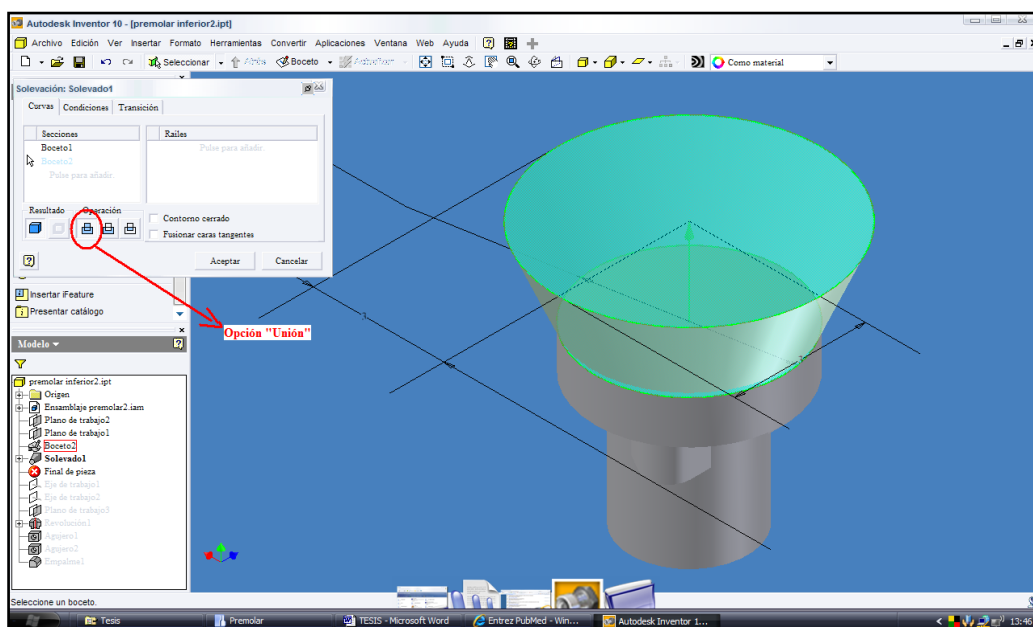 Autodesk Inventor 10 - [premolar inferior2.ipt]
Archivo Edición Ver Insertar Formato Herramientas Convertir Aplicaciones Ventana Web Ayuda
Seleccionar Atrás Boceto Como material
Solevación: Solevado1
Curvas Condiciones Transición
Secciones Raíles
Boceto1 Pulse para añadir.
Boceto2
Pulse para añadir.
Resultado Operación
Contorno cerrado
Fusionar caras tangentes
Aceptar Cancelar
Insertar iFeature
Presentar catálogo
Opción "Unión"
Modelo
premolar inferior2.ipt
Origen
Ensamblaje premolar2.iam
Plano de trabajo2
Plano de trabajo1
Boceto2
Solevado1
Final de pieza
Eje de trabajo1
Eje de trabajo2
Plano de trabajo3
Revolución1
Agujero1
Agujero2
Empalme1
Seleccione un boceto.
Tesis Premolar TESIS - Microsoft Word Entrez PubMed - Win... Autodesk Inventor 1... 13:46